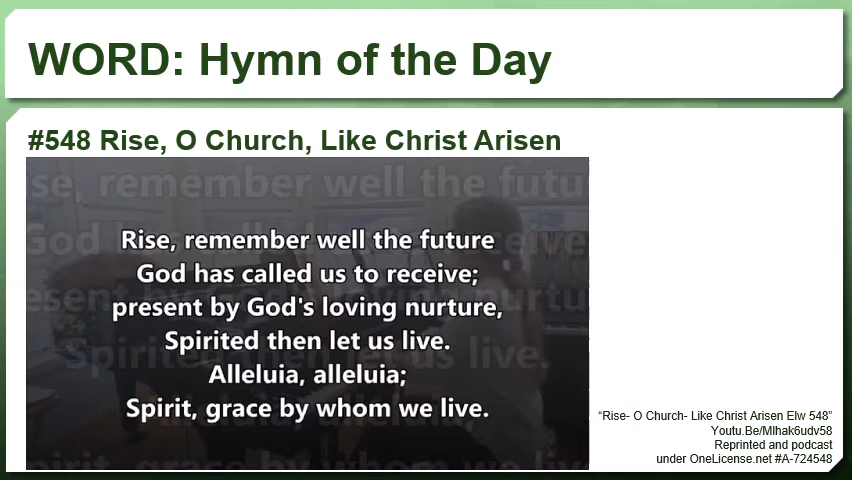 WORD: Hymn of the Day
#548 Rise, O Church, Like Christ Arisen
Rise, remember well the future
God has called us to receive;
present by God's loving nurture,
Spirited then let us live.
Alleluia, alleluia;
Spirit, grace by whom we live.
“Rise- O Church- Like Christ Arisen Elw 548”
Youtu.Be/MIhak6udv58
Reprinted and podcast
under OneLicense.net #A-724548